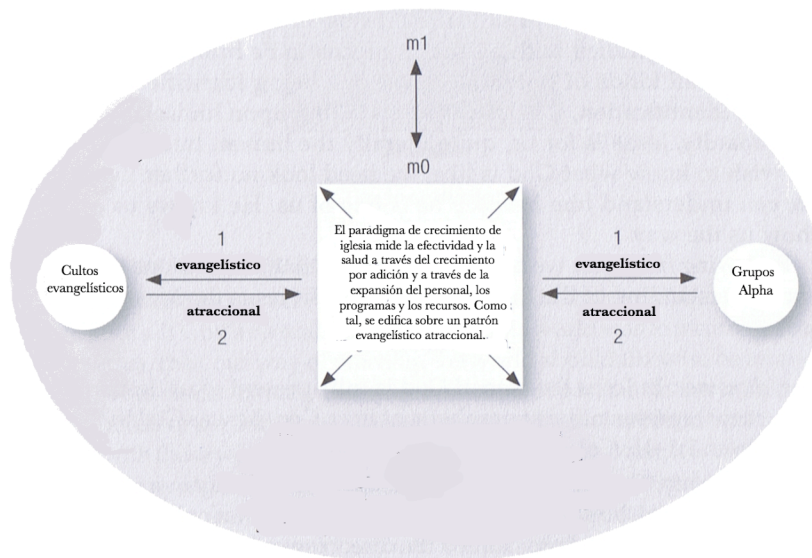 m1
m0
El paradigma de crecimiento de
iglesia mide la efectividad y la
salud a través del crecimiento
por adición y a través de la
expansión del personal, los
programas y los recursos. Como
tal, se edifica sobre un patrón
evangelístico atraccional.
Cultos
evangelísticos
1
evangelístico
atraccional
2
1
evangelístico
atraccional
2
Grupos
Alpha